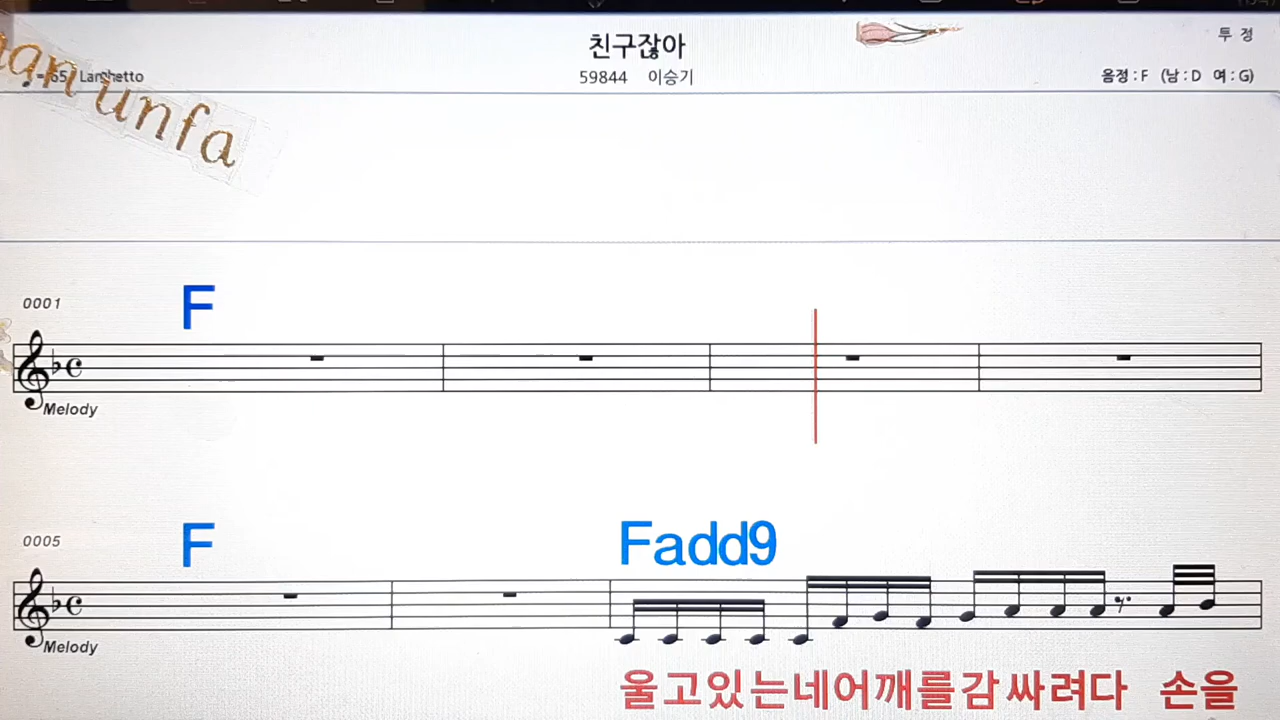 투 정
친구잖아
= 65 Larghetto
59844 이승기
음정 : F (남 : D 여 : G)
unfa
0001
F
Melody
0005
F
Fadd9
Melody
울고있는네어깨를감싸려다 손을